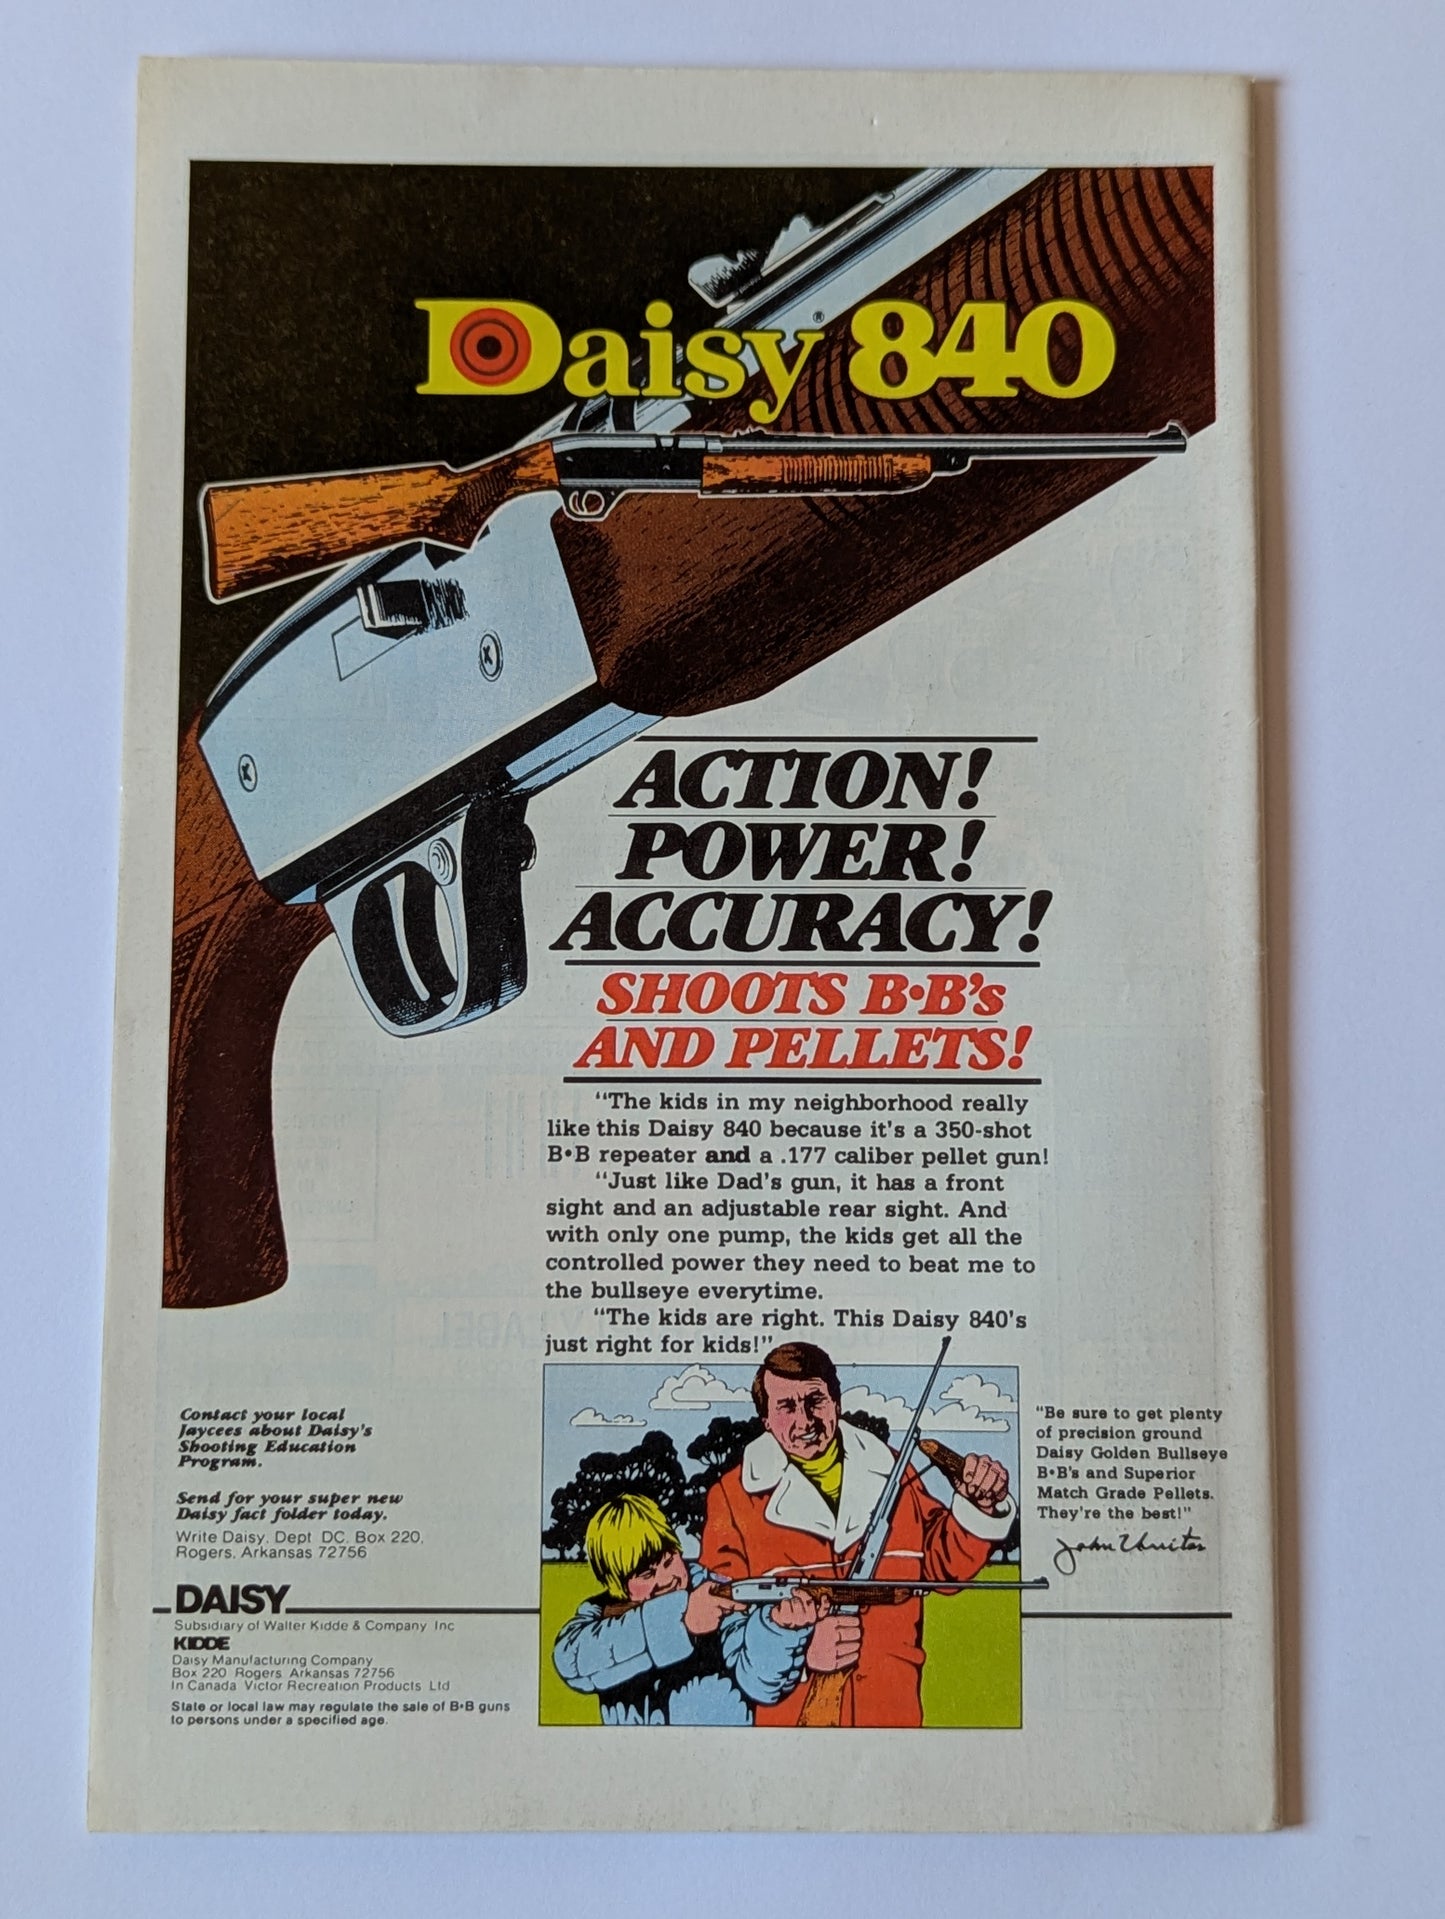 Daisy® 840
ACTION!
POWER!
ACCURACY!
SHOOTS B•B's
AND PELLETS!
"The kids in my neighborhood really
like this Daisy 840 because it's a 350-shot
B•B repeater and a .177 caliber pellet gun!
"Just like Dad's gun, it has a front
sight and an adjustable rear sight. And
with only one pump, the kids get all the
controlled power they need to beat me to
the bullseye everytime.
"The kids are right. This Daisy 840's
just right for kids!"
Contact your local
Jaycees about Daisy's
Shooting Education
Program.
Send for your super new
Daisy fact folder today.
Write Daisy, Dept. DC, Box 220,
Rogers, Arkansas 72756
DAISY
Subsidiary of Walter Kidde & Company Inc
KIDDE
Daisy Manufacturing Company
Box 220 Rogers Arkansas 72756
In Canada Victor Recreation Products Ltd
State or local law may regulate the sale of B•B guns
to persons under a specified age.
"Be sure to get plenty
of precision ground
Daisy Golden Bullseye
B•B's and Superior
Match Grade Pellets.
They're the best!"
John Unitas